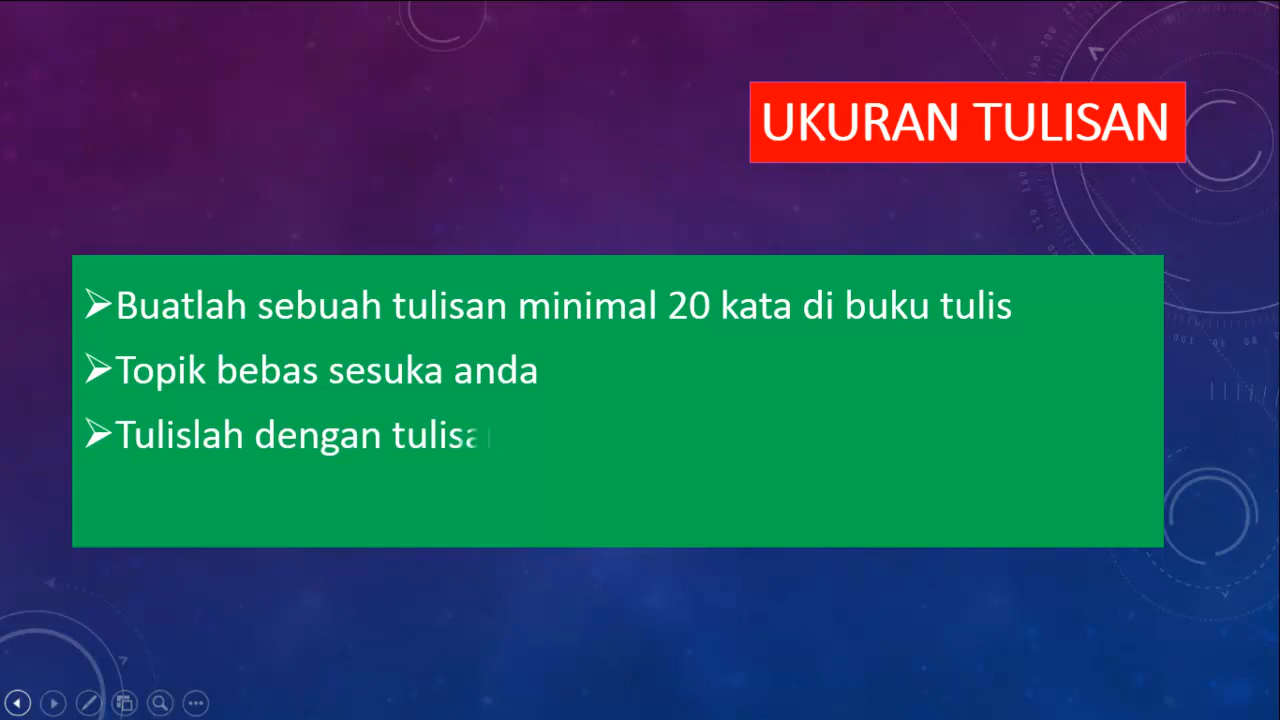 UKURAN TULISAN
➢Buatlah sebuah tulisan minimal 20 kata di buku tulis
➢Topik bebas sesuka anda
➢Tulislah dengan